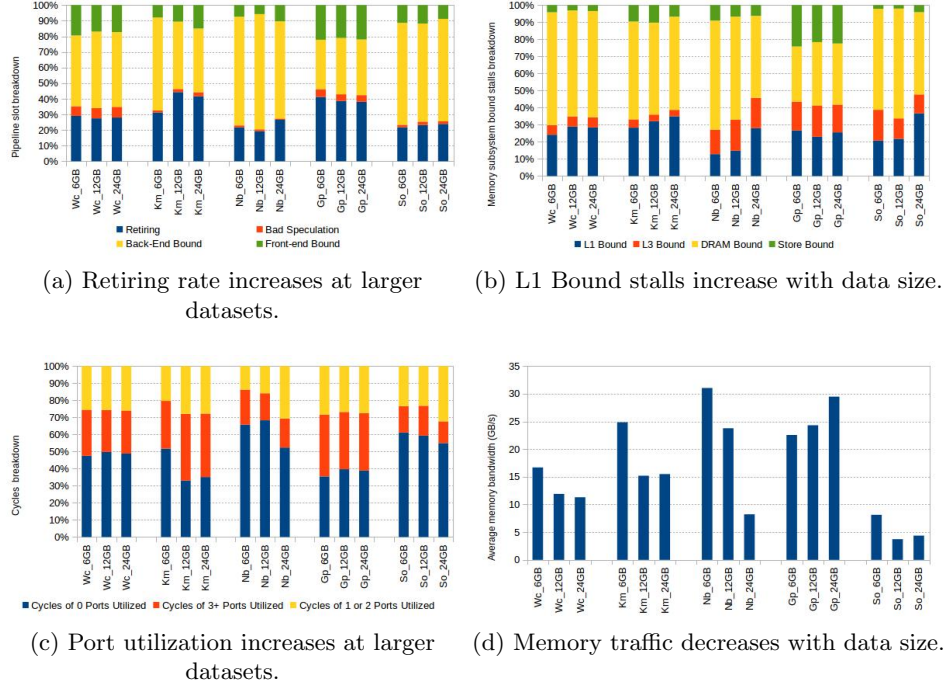 100%
90%
80%
70%
60%
50%
40%
30%
20%
10%
0%
Pipeline slot breakdown
Wc_6GB
Wc_12GB
Wc_24GB
Km_6GB
Km_12GB
Km_24GB
Nb_6GB
Nb_12GB
Nb_24GB
Gp_6GB
Gp_12GB
Gp_24GB
So_6GB
So_12GB
So_24GB
Retiring Bad Speculation
Back-End Bound Front-end Bound
(a) Retiring rate increases at larger
datasets.
100%
90%
80%
70%
60%
50%
40%
30%
20%
10%
0%
Memory subsystem bound stalls breakdown
Wc_6GB
Wc_12GB
Wc_24GB
Km_6GB
Km_12GB
Km_24GB
Nb_6GB
Nb_12GB
Nb_24GB
Gp_6GB
Gp_12GB
Gp_24GB
So_6GB
So_12GB
So_24GB
L1 Bound L3 Bound DRAM Bound Store Bound
(b) L1 Bound stalls increase with data size.
100%
90%
80%
70%
60%
50%
40%
30%
20%
10%
0%
Cycles breakdown
Wc_6GB
Wc_12GB
Wc_24GB
Km_6GB
Km_12GB
Km_24GB
Nb_6GB
Nb_12GB
Nb_24GB
Gp_6GB
Gp_12GB
Gp_24GB
So_6GB
So_12GB
So_24GB
Cycles of 0 Ports Utilized Cycles of 3+ Ports Utilized Cycles of 1 or 2 Ports Utilized
(c) Port utilization increases at larger
datasets.
35
30
25
20
15
10
5
0
Average memory bandwidth (GB/s)
Wc_6GB
Wc_12GB
Wc_24GB
Km_6GB
Km_12GB
Km_24GB
Nb_6GB
Nb_12GB
Nb_24GB
Gp_6GB
Gp_12GB
Gp_24GB
So_6GB
So_12GB
So_24GB
(d) Memory traffic decreases with data size.